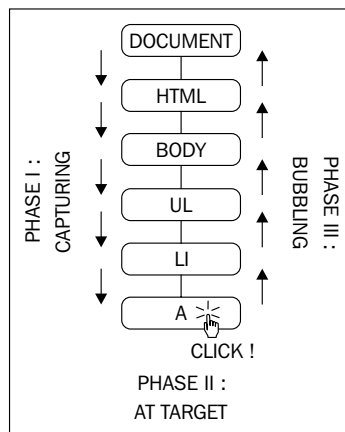 DOCUMENT
HTML
BODY
UL
LI
A
CLICK !
PHASE I :
CAPTURING
PHASE III :
BUBBLING
PHASE II :
AT TARGET